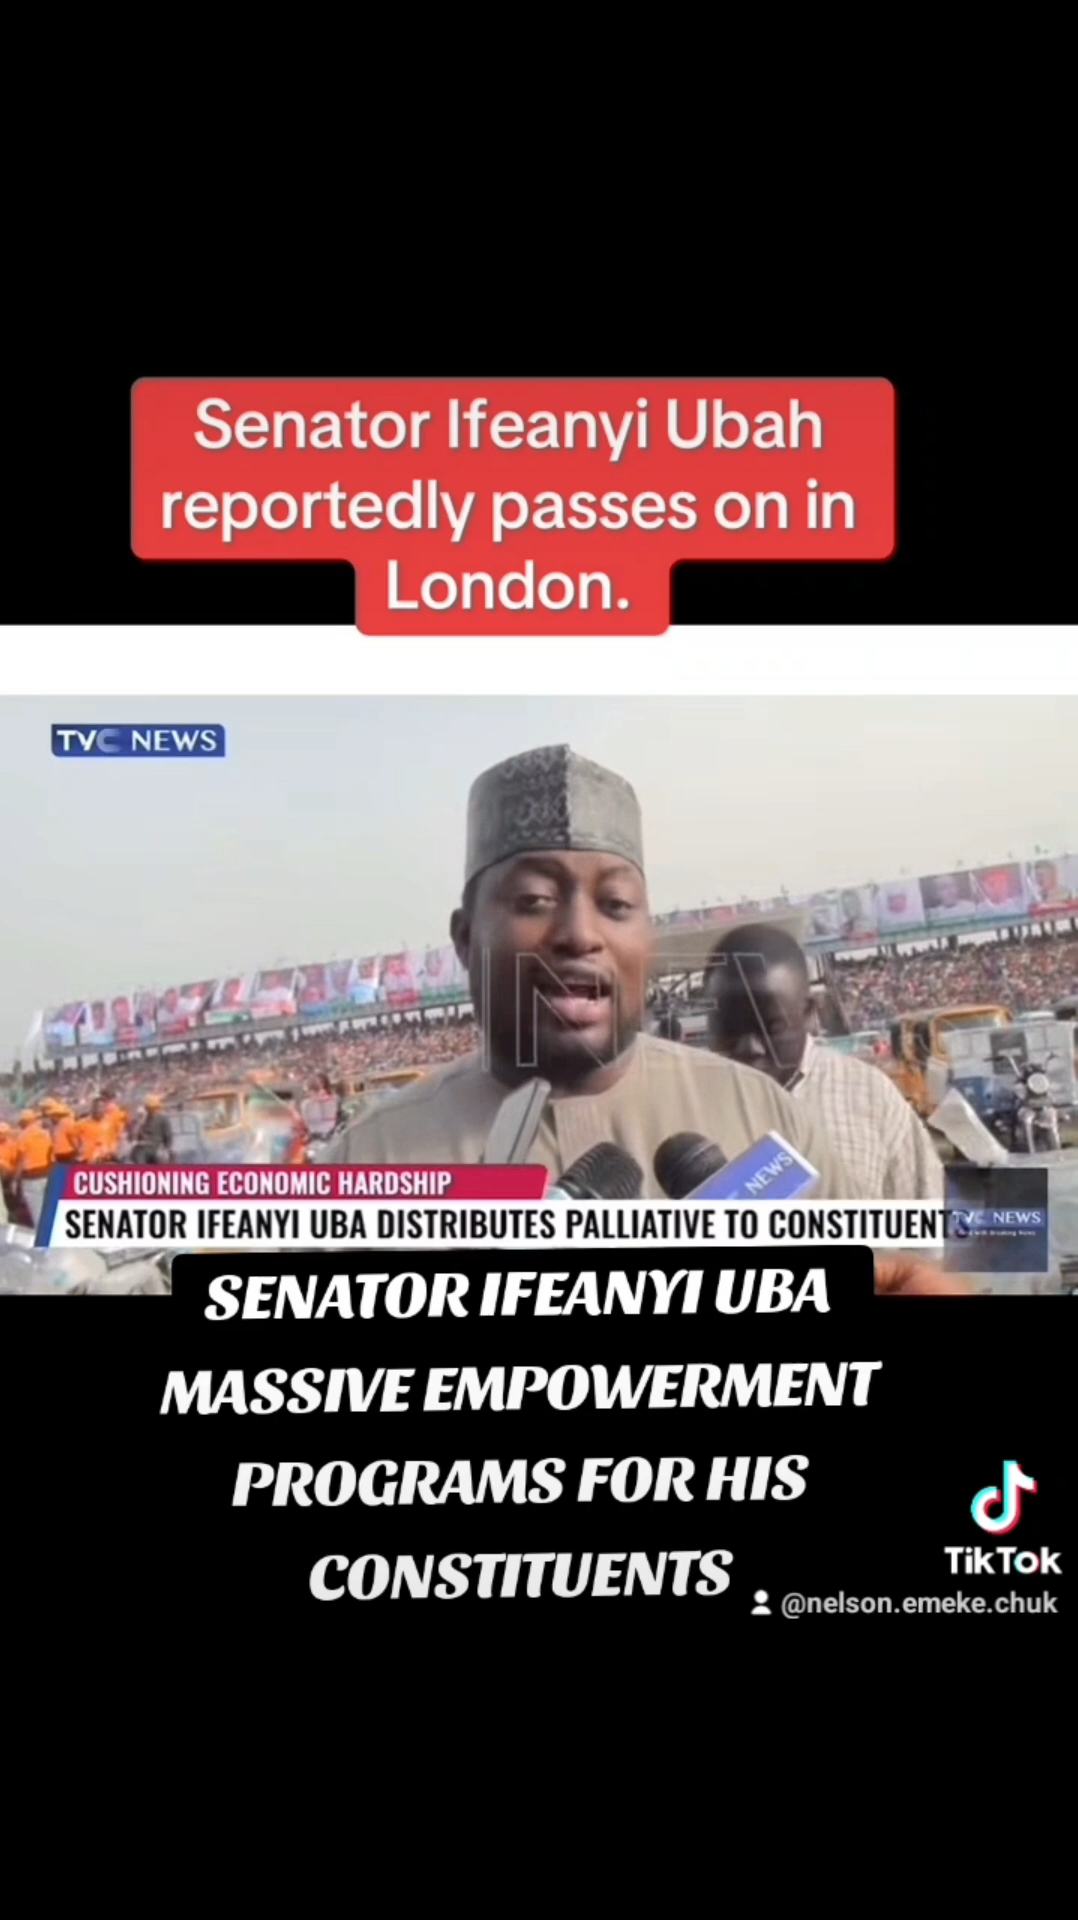 Senator Ifeanyi Ubah
reportedly passes on in
London.
TVC NEWS
NTV
NEWS
CUSHIONING ECONOMIC HARDSHIP
SENATOR IFEANYI UBA DISTRIBUTES PALLIATIVE TO CONSTITUENT
TVC NEWS
SENATOR IFEANYI UBA
MASSIVE EMPOWERMENT
PROGRAMS FOR HIS
CONSTITUENTS
TikTok
@nelson.emeke.chuk